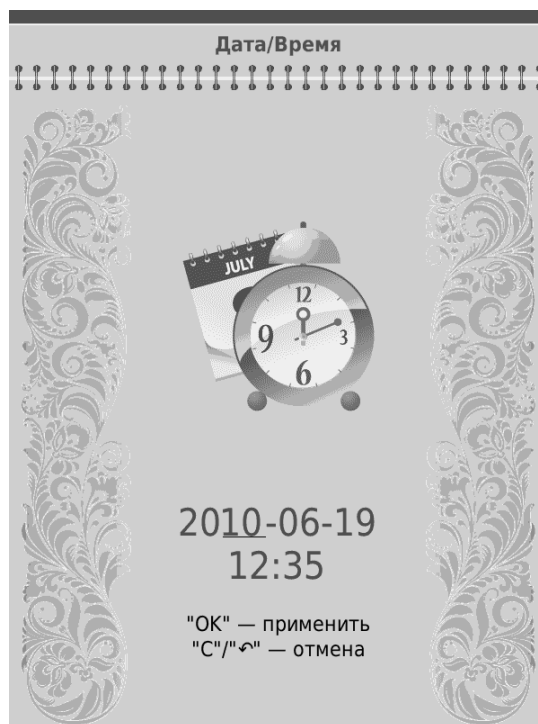 Дата/Время
JULY
12
9
3
6
2010-06-19
12:35
"OK" — применить
"C"/"↶" — отмена